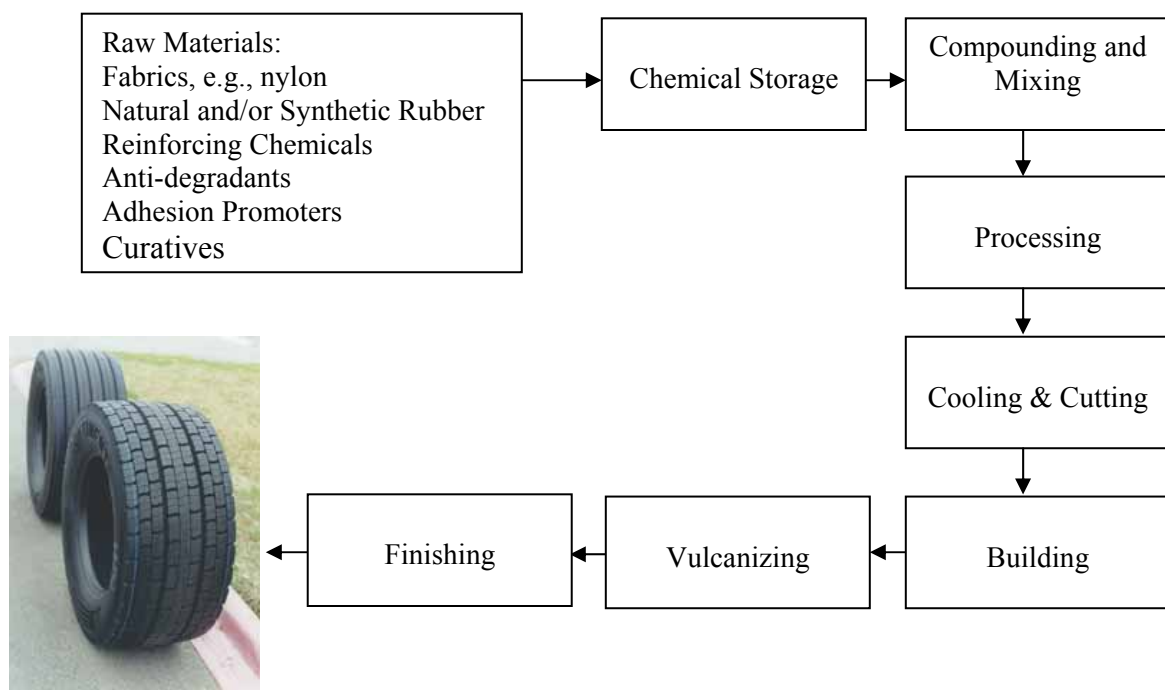 Raw Materials:
Fabrics, e.g., nylon
Natural and/or Synthetic Rubber
Reinforcing Chemicals
Anti-degradants
Adhesion Promoters
Curatives
Chemical Storage
Compounding and
Mixing
Processing
Cooling & Cutting
Building
Vulcanizing
Finishing